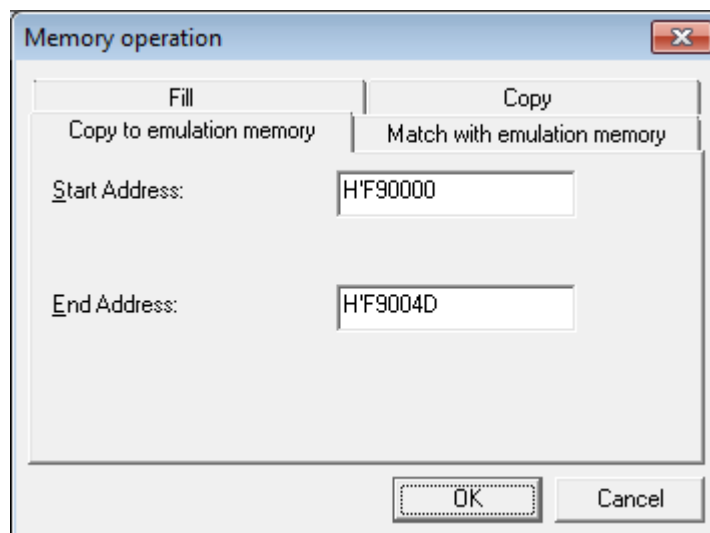 Memory operation
Fill
Copy
Copy to emulation memory
Match with emulation memory
Start Address:
H'F90000
End Address:
H'F9004D
OK
Cancel